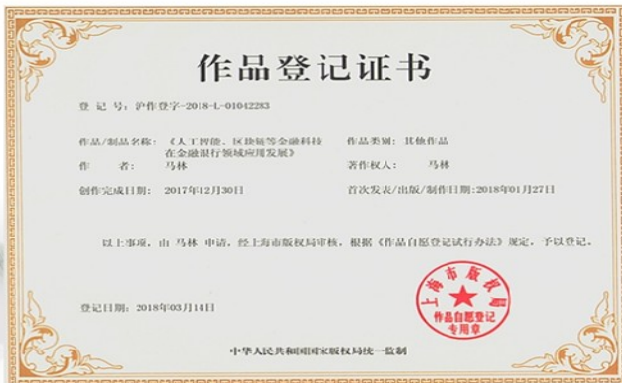 作品登记证书
登 记 号：沪作登字-2018-L-01042283
作品/制品名称：《人工智能、区块链等金融科技 作品类别：其他作品
在金融银行领域应用发展》
作 者： 马林 著作权人： 马林
创作完成日期： 2017年12月30日 首次发表/出版/制作日期：2018年01月27日
以上事项，由 马林 申请，经上海市版权局审核，根据《作品自愿登记试行办法》规定，予以登记。
登记日期：2018年03月14日
上海市版权局
作品自愿登记
专用章
中华人民共和国国家版权局统一监制